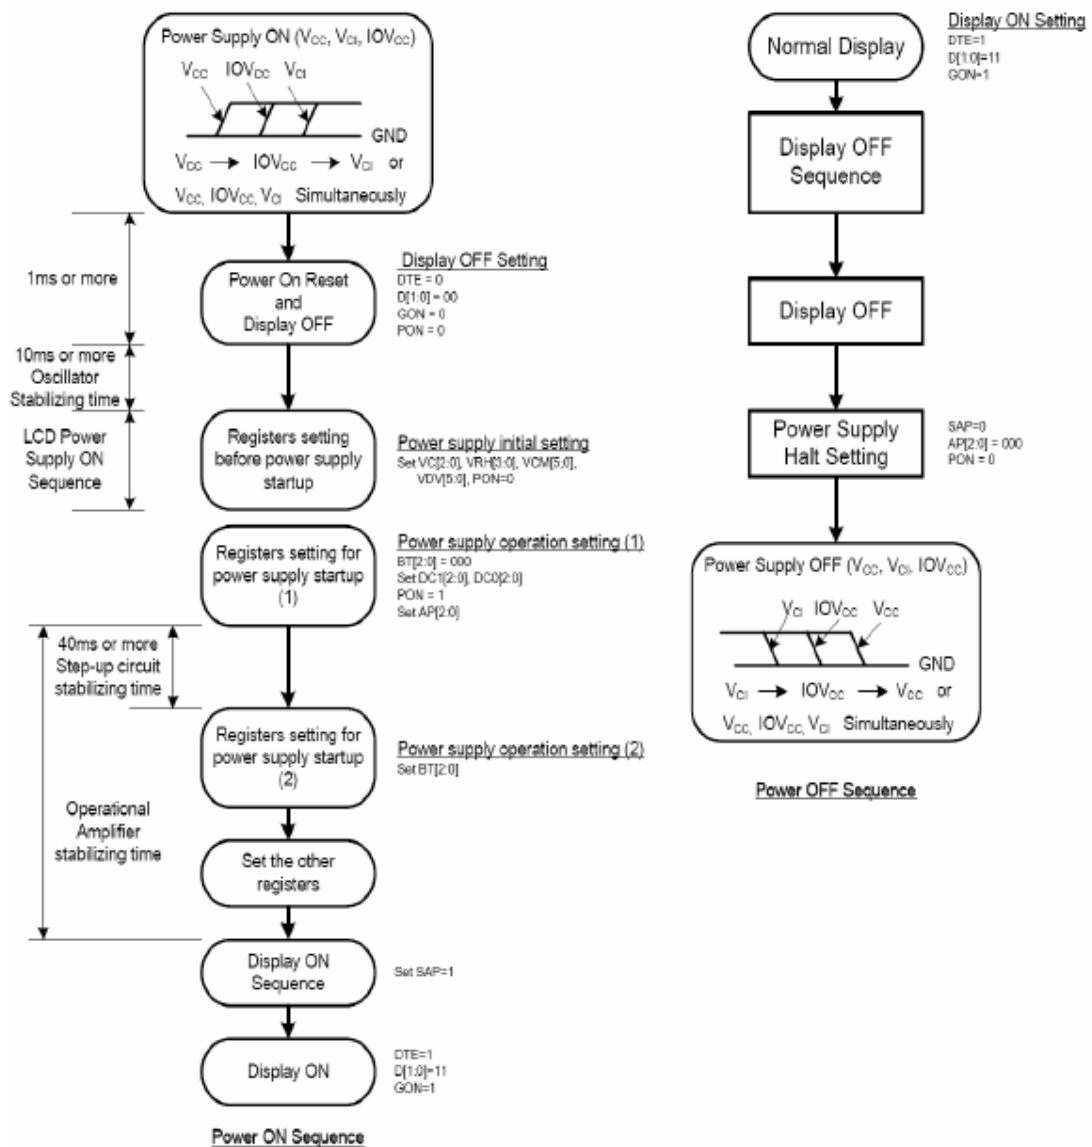 Power Supply ON (VCC, VCI, IOVCC)
VCC IOVCC VCI
GND
VCC → IOVCC → VCI or
VCC, IOVCC, VCI Simultaneously
1ms or more
Power On Reset
and
Display OFF
Display OFF Setting
DTE = 0
D[1:0] = 00
GON = 0
PON = 0
10ms or more
Oscillator
Stabilizing time
LCD Power
Supply ON
Sequence
Registers setting
before power supply
startup
Power supply initial setting
Set VC[2:0], VRH[3:0], VCM[5:0],
VDV[5:0], PON=0
Registers setting for
power supply startup
(1)
Power supply operation setting (1)
BT[2:0] = 000
Set DC1[2:0], DC0[2:0]
PON = 1
Set AP[2:0]
40ms or more
Step-up circuit
stabilizing time
Registers setting for
power supply startup
(2)
Power supply operation setting (2)
Set BT[2:0]
Operational
Amplifier
stabilizing time
Set the other
registers
Display ON
Sequence
Set SAP=1
Display ON
DTE=1
D[1:0]=11
GON=1
Power ON Sequence
Normal Display
Display ON Setting
DTE=1
D[1:0]=11
GON=1
Display OFF
Sequence
Display OFF
Power Supply
Halt Setting
SAP=0
AP[2:0] = 000
PON = 0
Power Supply OFF (VCC, VCI, IOVCC)
VCI IOVCC VCC
GND
VCI → IOVCC → VCC or
VCC, IOVCC, VCI Simultaneously
Power OFF Sequence